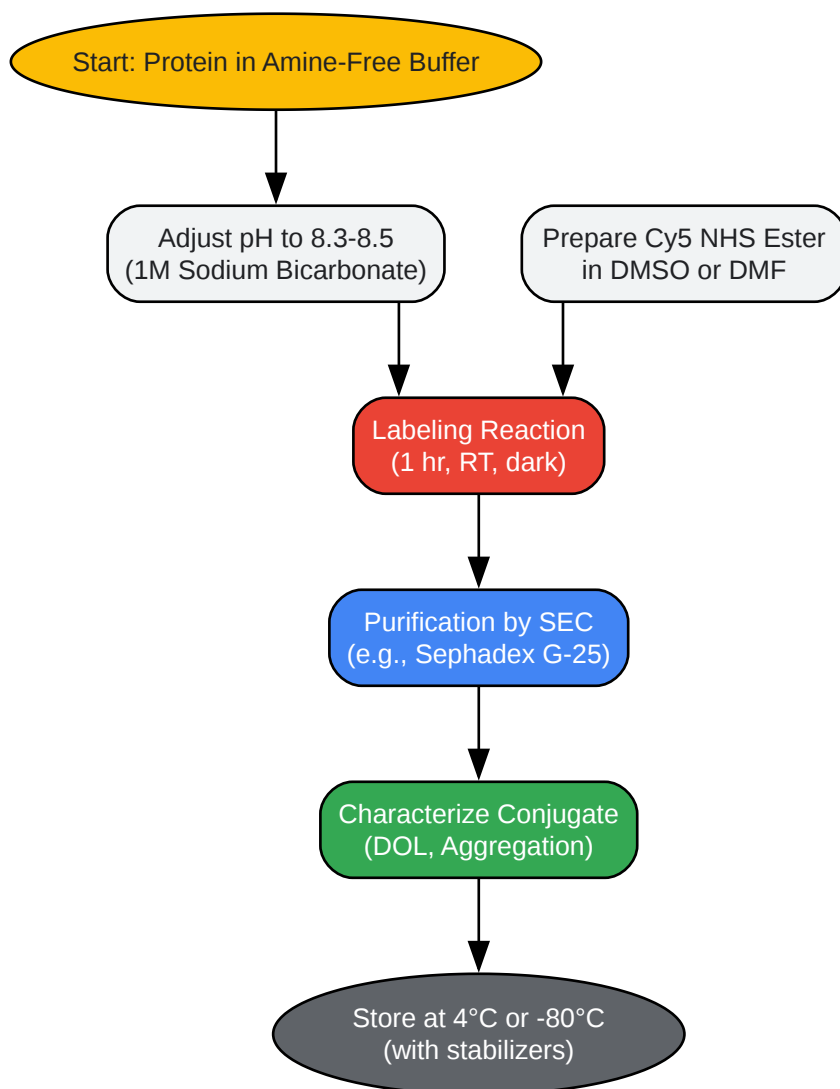 Start: Protein in Amine-Free Buffer
Adjust pH to 8.3-8.5
(1M Sodium Bicarbonate)
Prepare Cy5 NHS Ester
in DMSO or DMF
Labeling Reaction
(1 hr, RT, dark)
Purification by SEC
(e.g., Sephadex G-25)
Characterize Conjugate
(DOL, Aggregation)
Store at 4°C or -80°C
(with stabilizers)